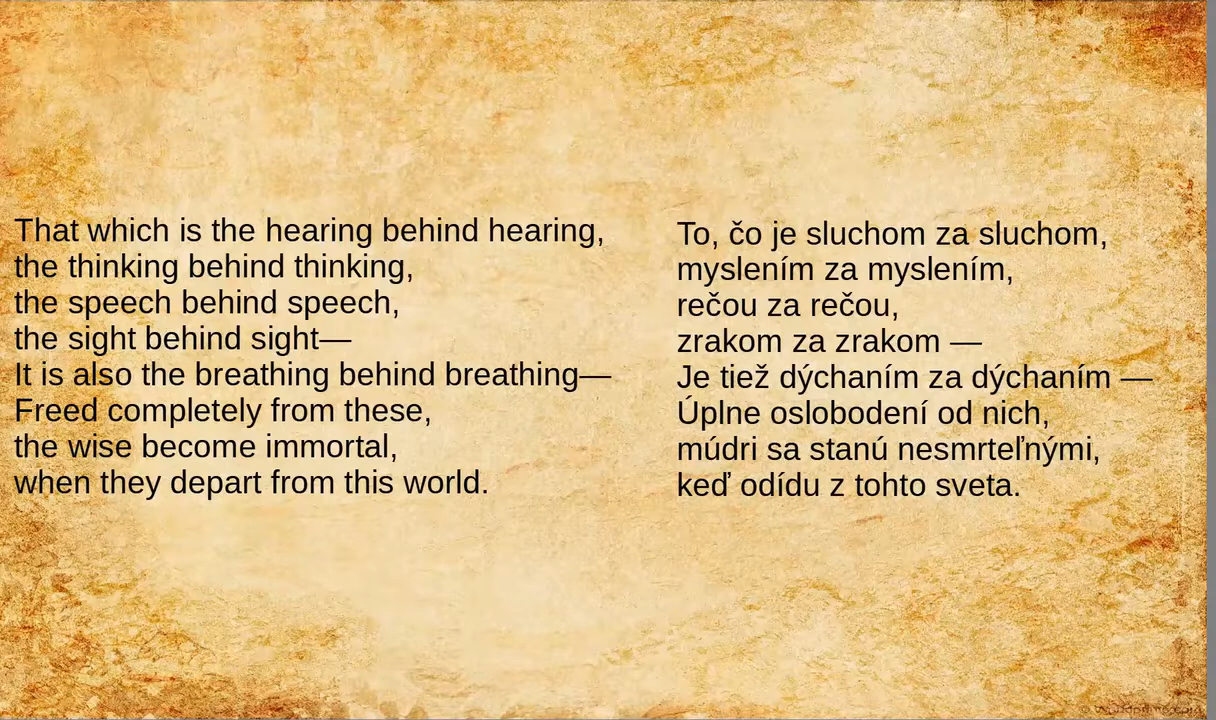 That which is the hearing behind hearing,
the thinking behind thinking,
the speech behind speech,
the sight behind sight—
It is also the breathing behind breathing—
Freed completely from these,
the wise become immortal,
when they depart from this world.
To, čo je sluchom za sluchom,
myslením za myslením,
rečou za rečou,
zrakom za zrakom —
Je tiež dýchaním za dýchaním —
Úplne oslobodení od nich,
múdri sa stanú nesmrteľnými,
keď odídu z tohto sveta.